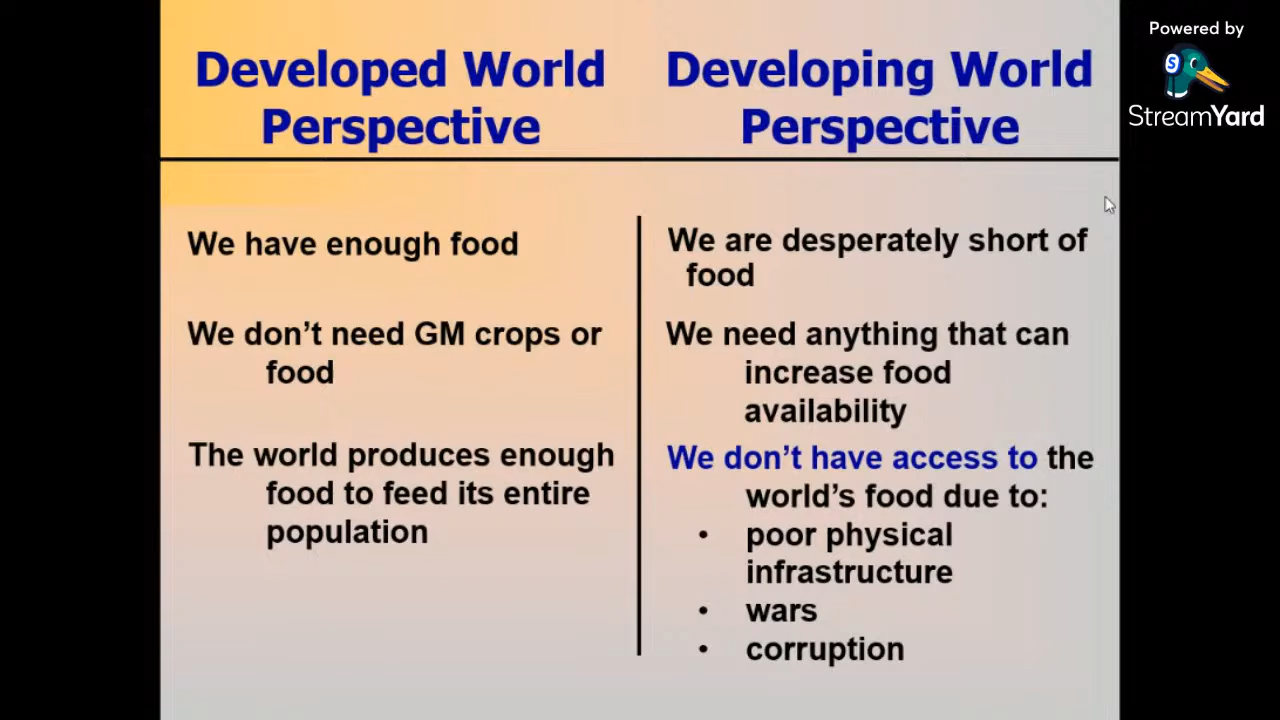 Developed World
Perspective
Developing World
Perspective
We have enough food
We don't need GM crops or
food
The world produces enough
food to feed its entire
population
We are desperately short of
food
We need anything that can
increase food
availability
We don't have access to the
world's food due to:
• poor physical
infrastructure
• wars
• corruption
Powered by
S
StreamYard